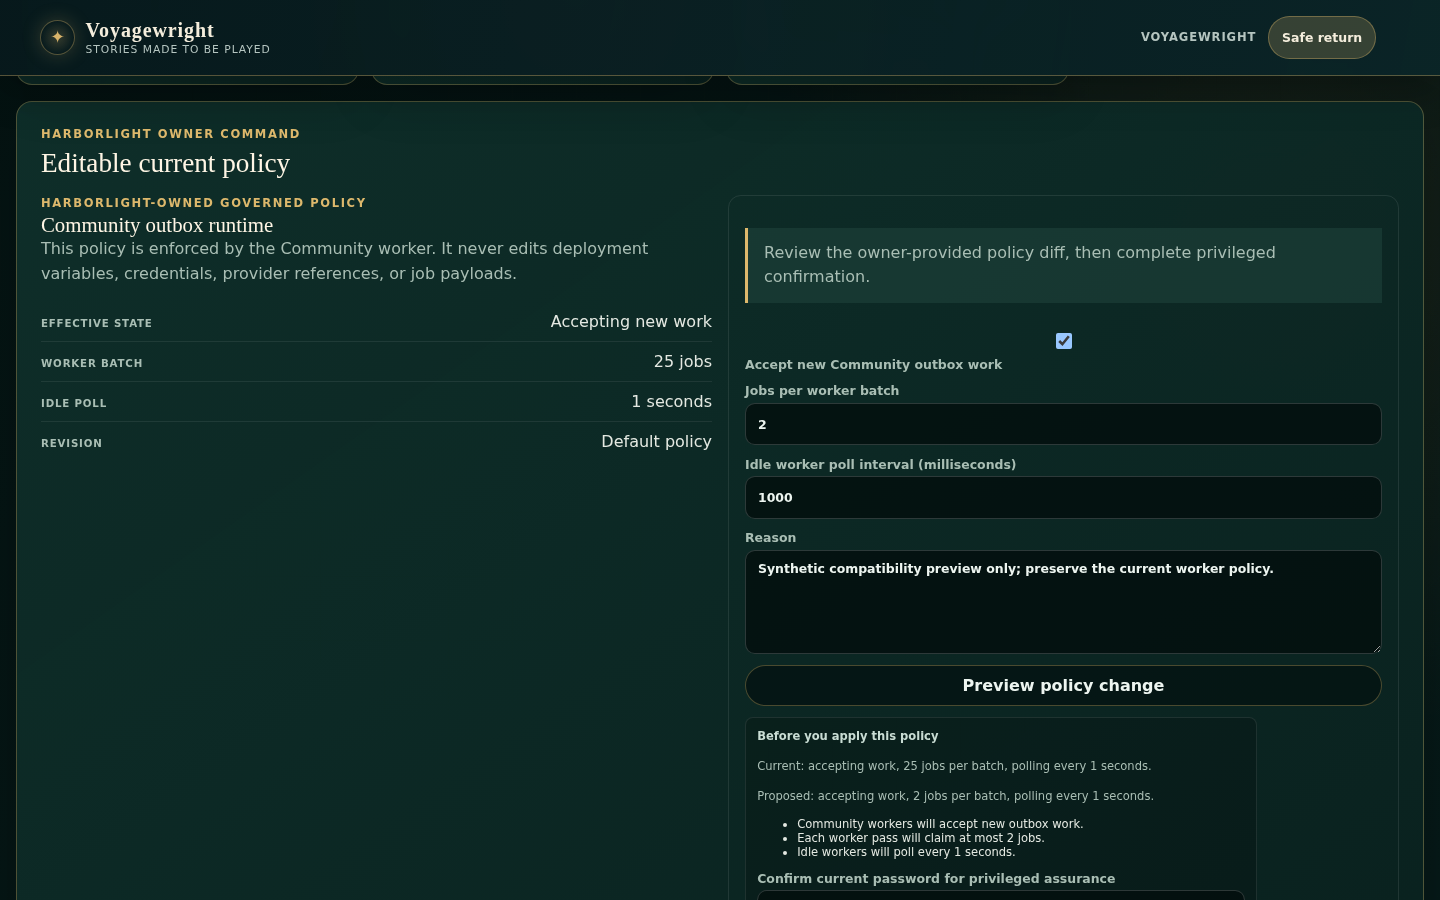 Voyagewright
STORIES MADE TO BE PLAYED
VOYAGEWRIGHT
Safe return
HARBORLIGHT OWNER COMMAND
Editable current policy
HARBORLIGHT-OWNED GOVERNED POLICY
Community outbox runtime
This policy is enforced by the Community worker. It never edits deployment
variables, credentials, provider references, or job payloads.
EFFECTIVE STATE
Accepting new work
WORKER BATCH
25 jobs
IDLE POLL
1 seconds
REVISION
Default policy
Review the owner-provided policy diff, then complete privileged
confirmation.
Accept new Community outbox work
Jobs per worker batch
2
Idle worker poll interval (milliseconds)
1000
Reason
Synthetic compatibility preview only; preserve the current worker policy.
Preview policy change
Before you apply this policy
Current: accepting work, 25 jobs per batch, polling every 1 seconds.
Proposed: accepting work, 2 jobs per batch, polling every 1 seconds.
• Community workers will accept new outbox work.
• Each worker pass will claim at most 2 jobs.
• Idle workers will poll every 1 seconds.
Confirm current password for privileged assurance